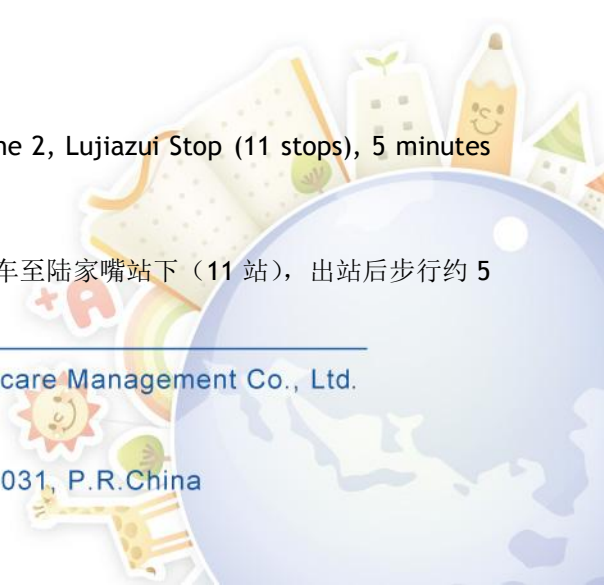 ne 2, Lujiazui Stop (11 stops), 5 minutes
车至陆家嘴站下（11 站），出站后步行约 5
+A
care Management Co., Ltd.
031, P.R.China